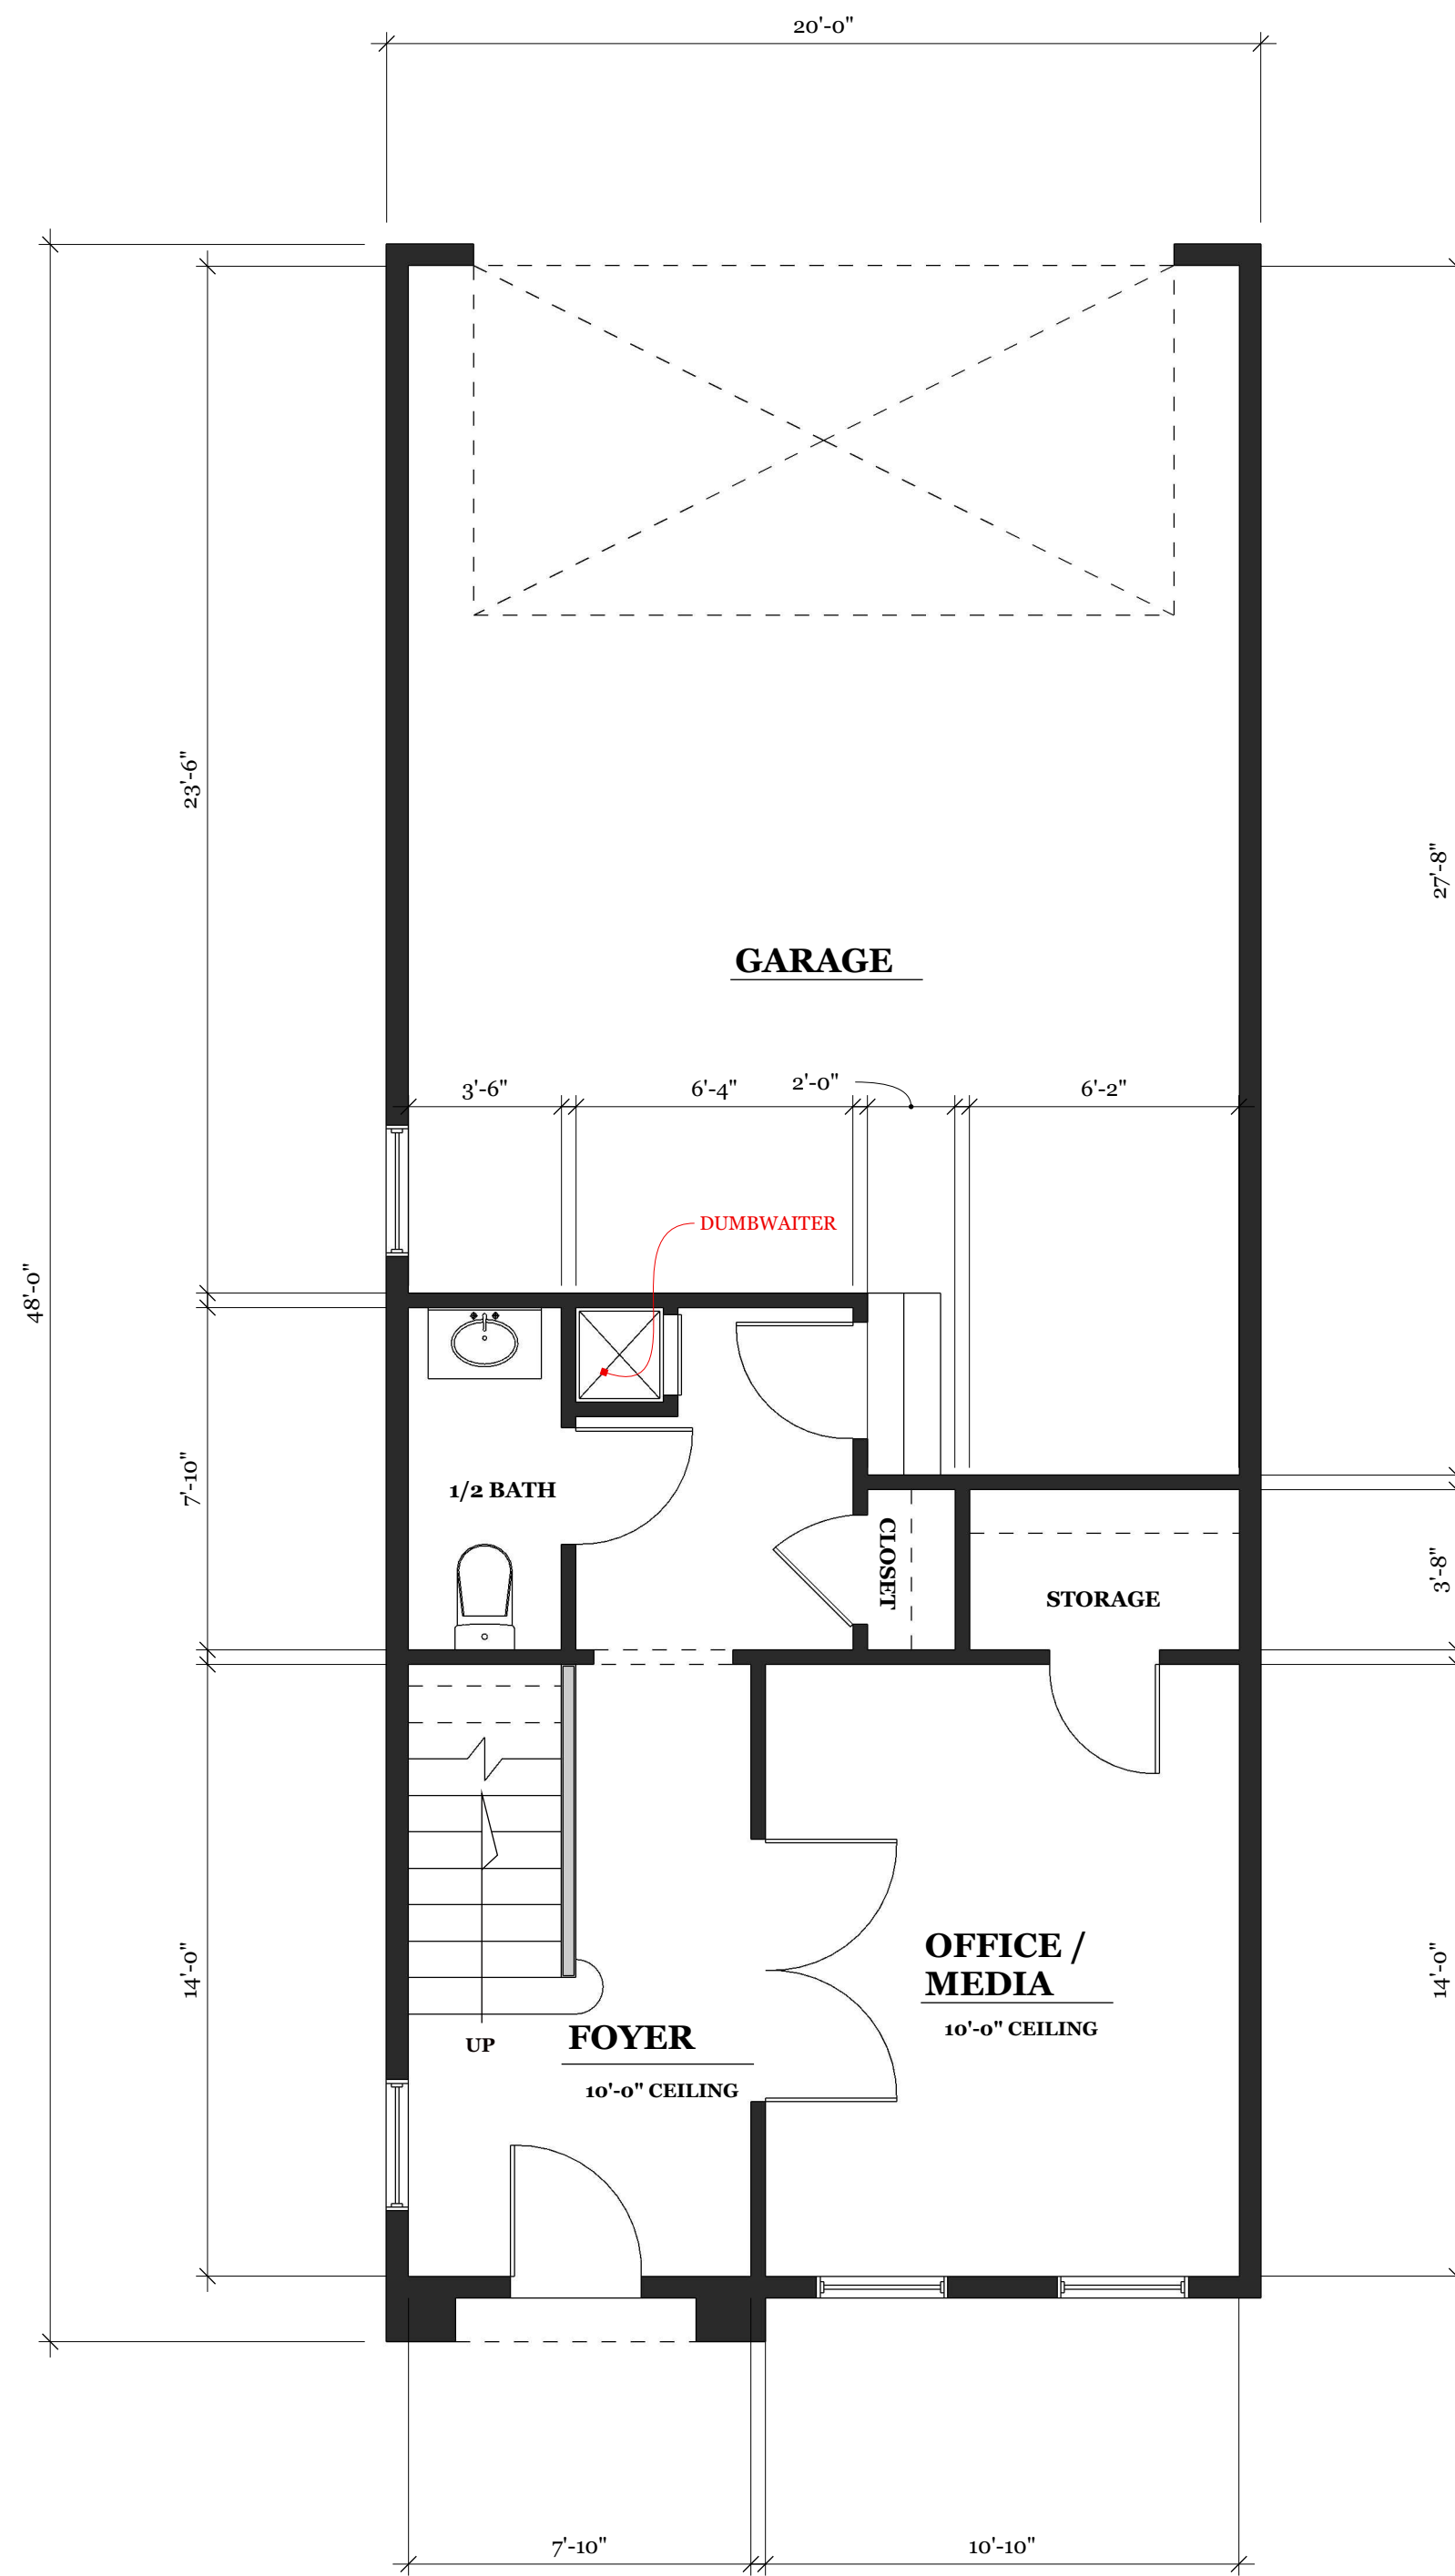 20'-0"
23'-6"
27'-8"
GARAGE
3'-6"
6'-4"
2'-0"
6'-2"
DUMBWAITER
48'-0"
7'-10"
1/2 BATH
CLOSET
STORAGE
3'-8"
14'-0"
OFFICE /
MEDIA
10'-0" CEILING
14'-0"
UP
FOYER
10'-0" CEILING
7'-10"
10'-10"